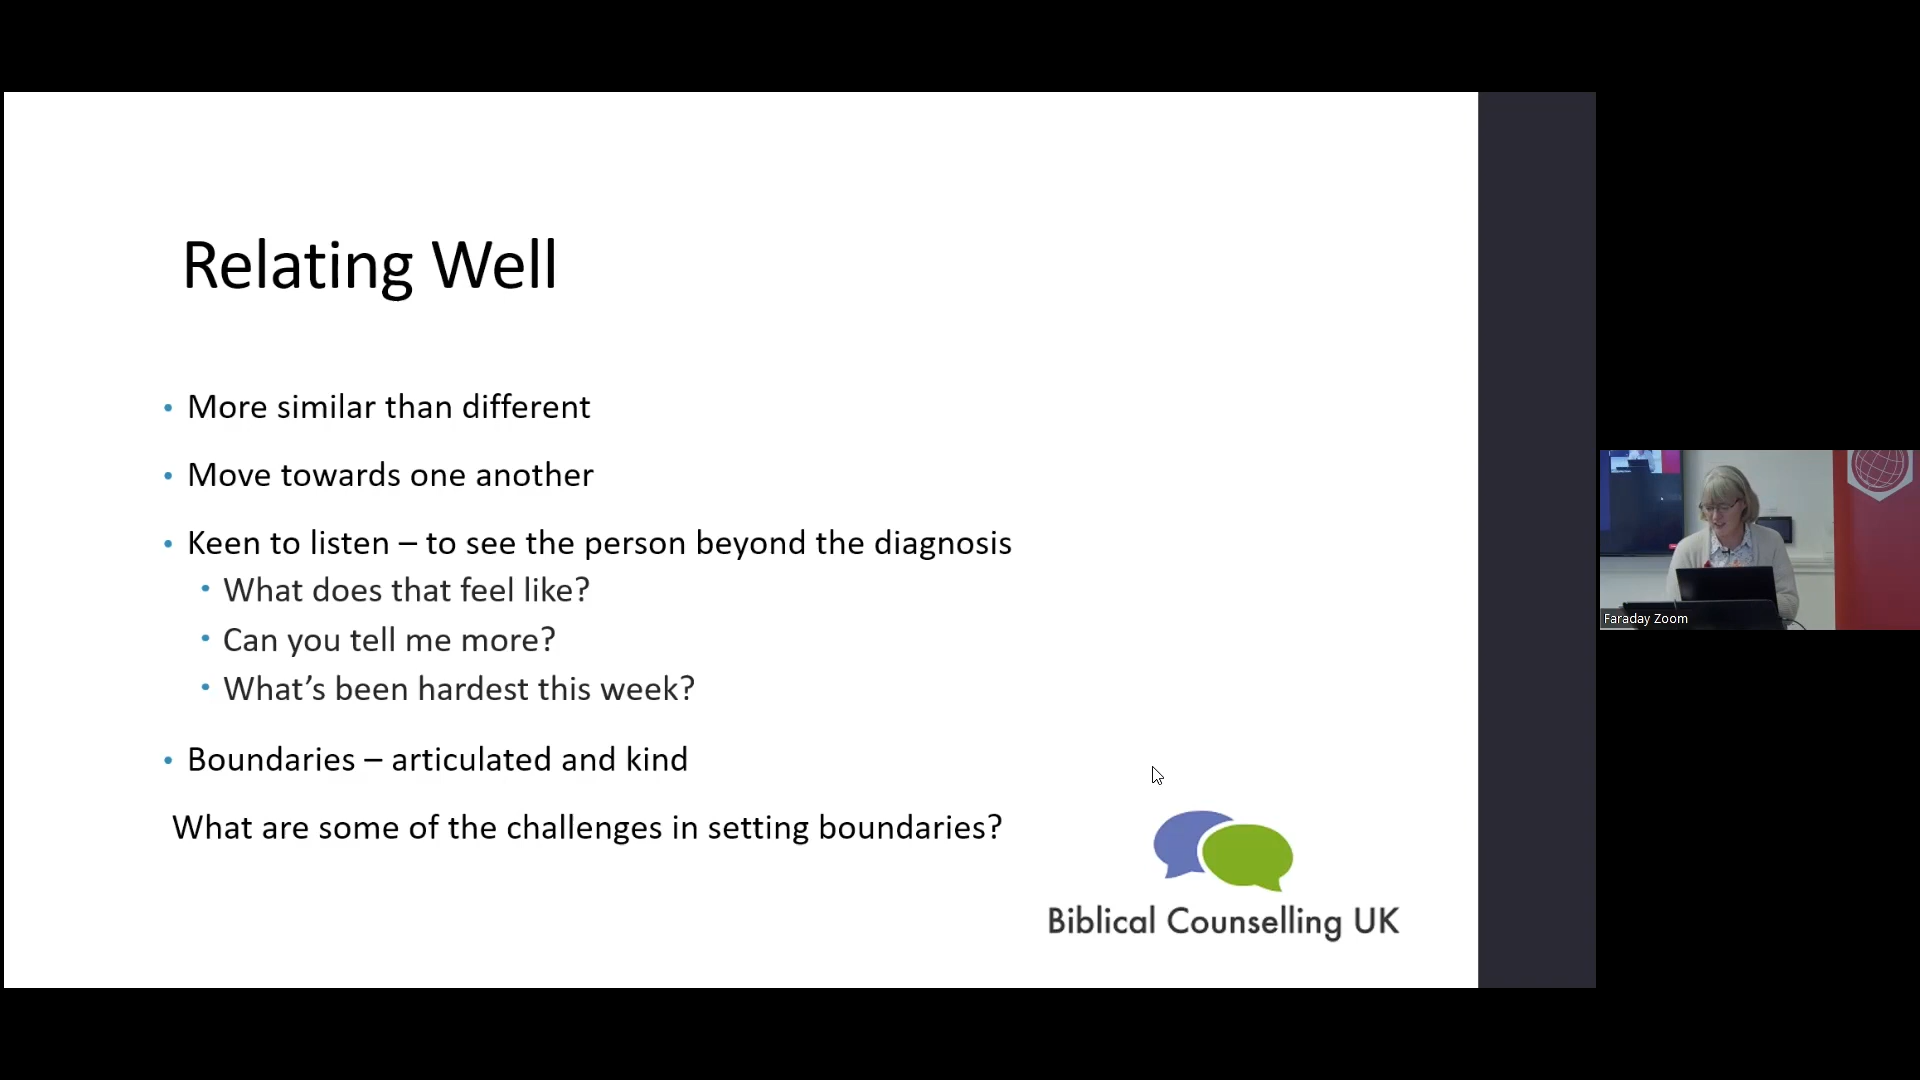 Relating Well
• More similar than different
• Move towards one another
• Keen to listen – to see the person beyond the diagnosis
• What does that feel like?
• Can you tell me more?
• What’s been hardest this week?
• Boundaries – articulated and kind
What are some of the challenges in setting boundaries?
Biblical Counselling UK
Faraday Zoom